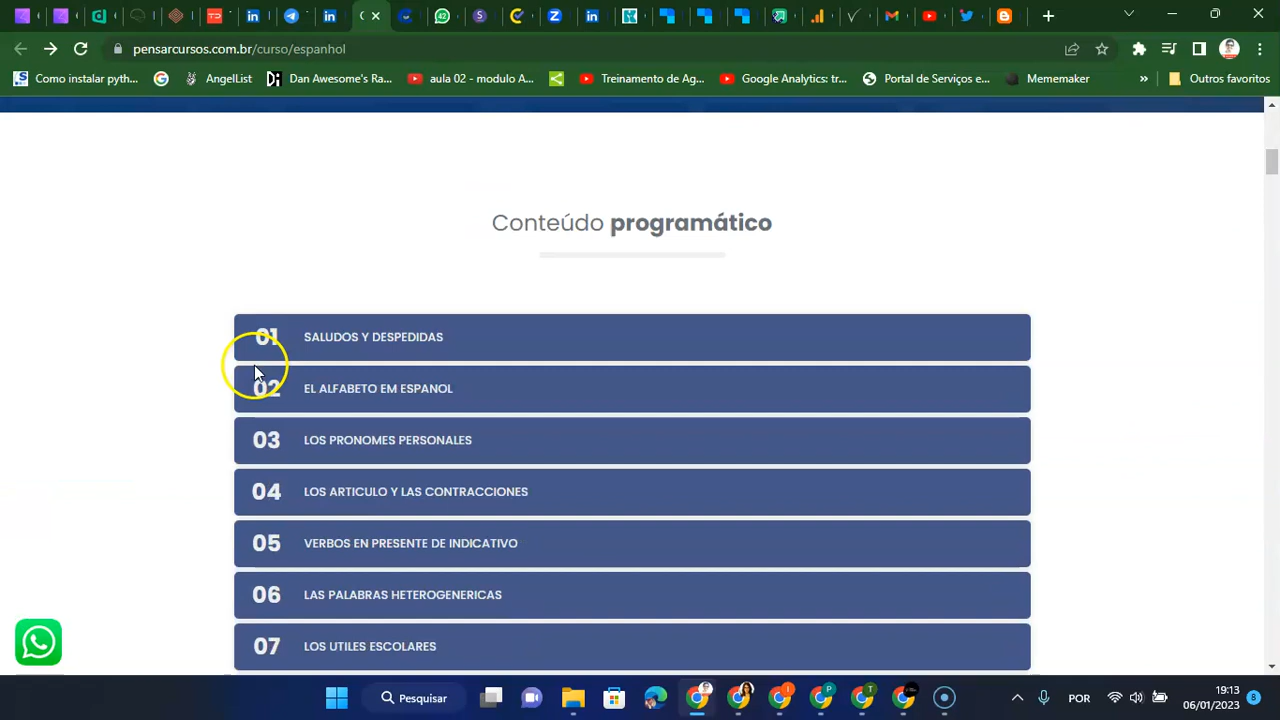 pensarcursos.com.br/curso/espanhol
Como instalar pyth...
AngelList
Dan Awesome's Ra...
aula 02 - modulo A...
Treinamento de Ag...
Google Analytics: tr...
Portal de Serviços e...
Mememaker
»
Outros favoritos
Conteúdo programático
01 SALUDOS Y DESPEDIDAS
02 EL ALFABETO EM ESPANOL
03 LOS PRONOMES PERSONALES
04 LOS ARTICULO Y LAS CONTRACCIONES
05 VERBOS EN PRESENTE DE INDICATIVO
06 LAS PALABRAS HETEROGENERICAS
07 LOS UTILES ESCOLARES
Pesquisar
POR
19:13
06/01/2023
8